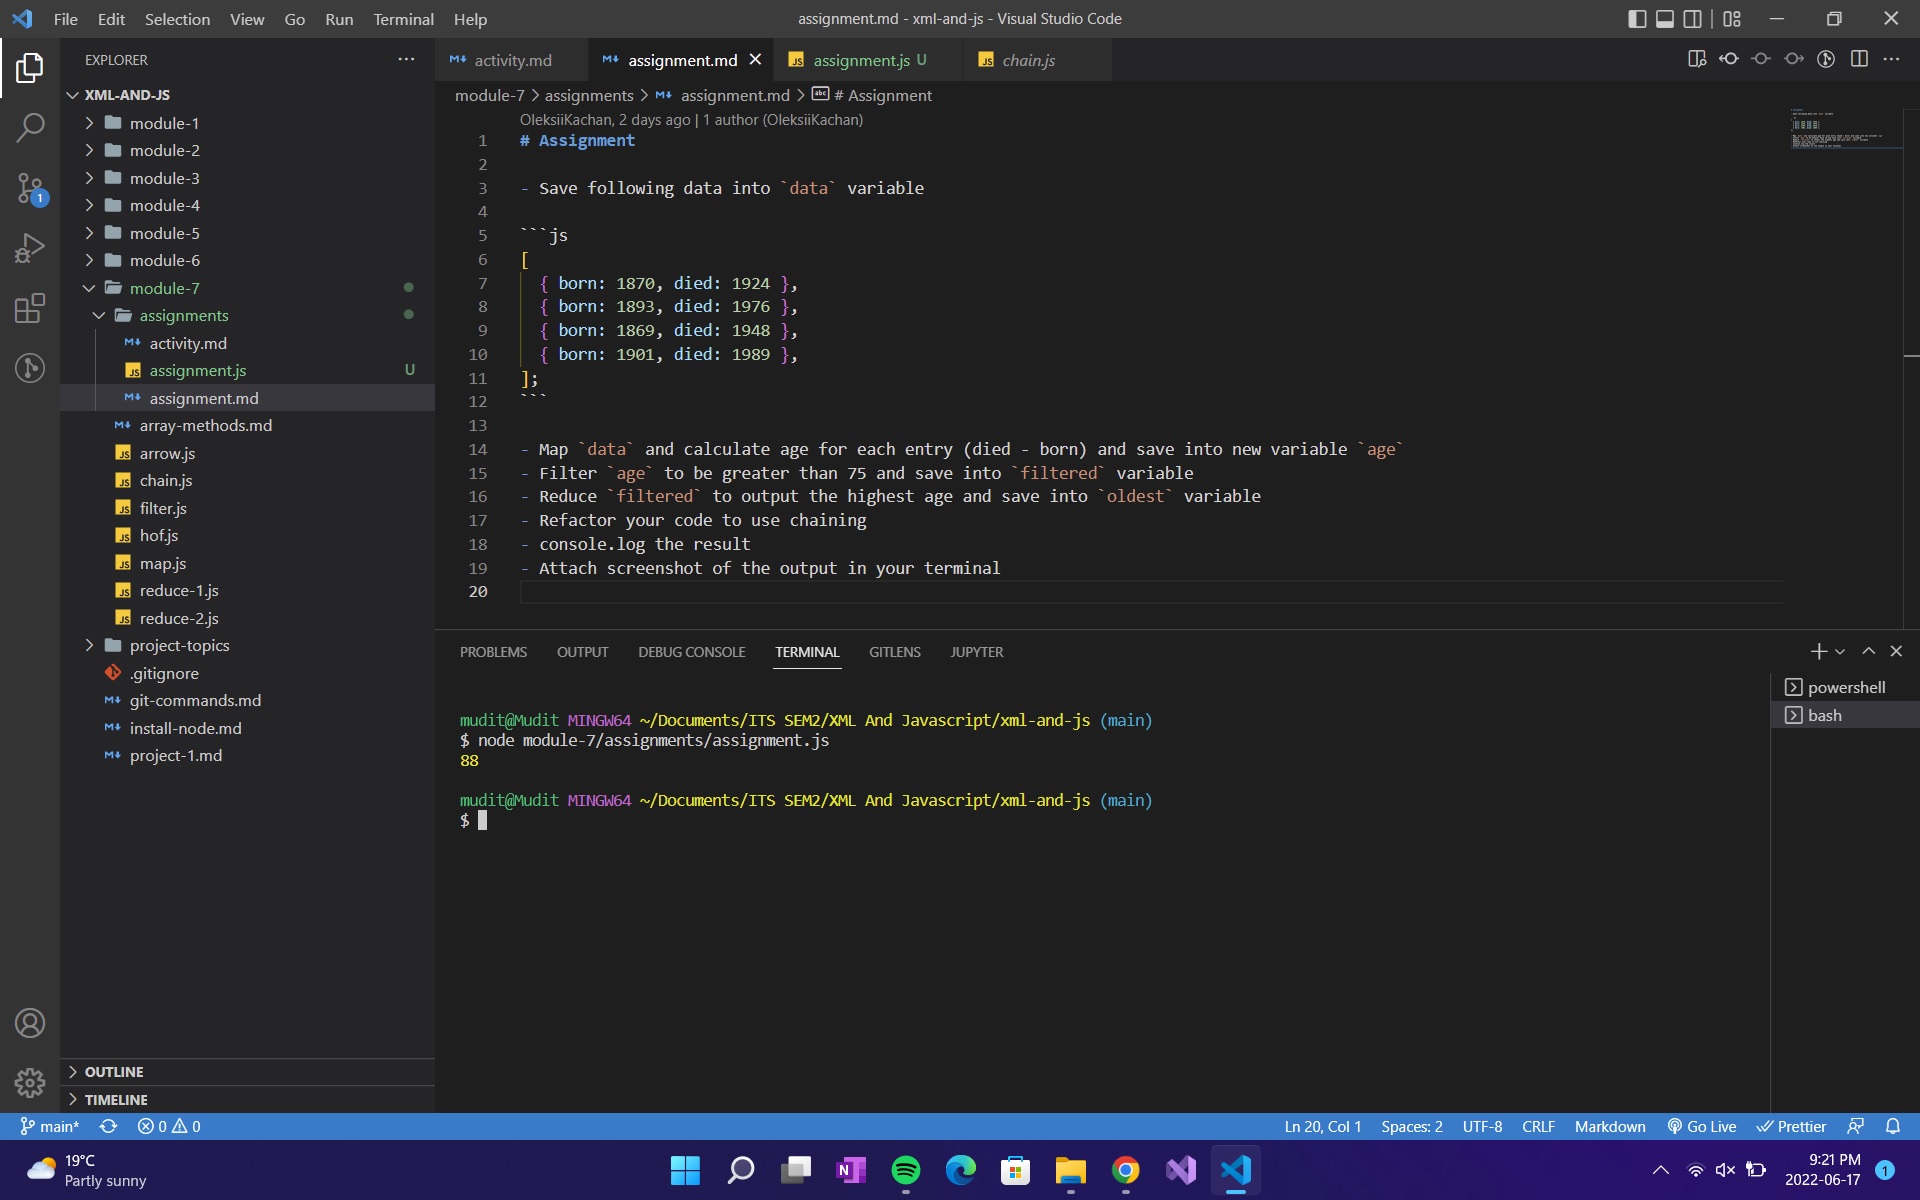 File Edit Selection View Go Run Terminal Help
assignment.md - xml-and-js - Visual Studio Code
EXPLORER
XML-AND-JS
module-1
module-2
module-3
module-4
module-5
module-6
module-7
assignments
activity.md
assignment.js U
assignment.md
array-methods.md
arrow.js
chain.js
filter.js
hof.js
map.js
reduce-1.js
reduce-2.js
project-topics
.gitignore
git-commands.md
install-node.md
project-1.md
OUTLINE
TIMELINE
activity.md assignment.md assignment.js U chain.js
module-7 > assignments > assignment.md > # Assignment
OleksiiKachan, 2 days ago | 1 author (OleksiiKachan)
1 # Assignment
2
3 - Save following data into `data` variable
4
5 ```js
6 [
7 { born: 1870, died: 1924 },
8 { born: 1893, died: 1976 },
9 { born: 1869, died: 1948 },
10 { born: 1901, died: 1989 },
11 ];
12 ```
13
14 - Map `data` and calculate age for each entry (died - born) and save into new variable `age`
15 - Filter `age` to be greater than 75 and save into `filtered` variable
16 - Reduce `filtered` to output the highest age and save into `oldest` variable
17 - Refactor your code to use chaining
18 - console.log the result
19 - Attach screenshot of the output in your terminal
20
PROBLEMS OUTPUT DEBUG CONSOLE TERMINAL GITLENS JUPYTER
mudit@Mudit MINGW64 ~/Documents/ITS SEM2/XML And Javascript/xml-and-js (main)
$ node module-7/assignments/assignment.js
88
mudit@Mudit MINGW64 ~/Documents/ITS SEM2/XML And Javascript/xml-and-js (main)
$
powershell
bash
1
main* 0 0
Ln 20, Col 1 Spaces: 2 UTF-8 CRLF Markdown Go Live Prettier
19°C
Partly sunny
9:21 PM
2022-06-17
1